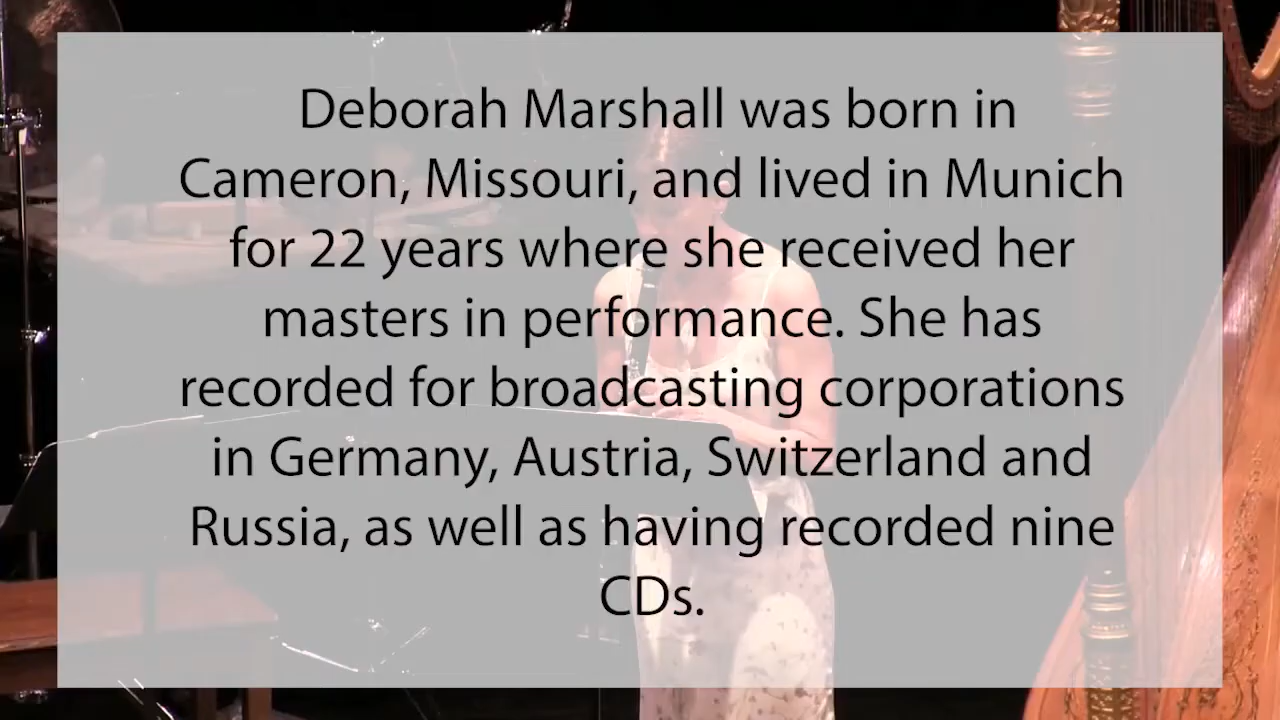 Deborah Marshall was born in
Cameron, Missouri, and lived in Munich
for 22 years where she received her
masters in performance. She has
recorded for broadcasting corporations
in Germany, Austria, Switzerland and
Russia, as well as having recorded nine
CDs.